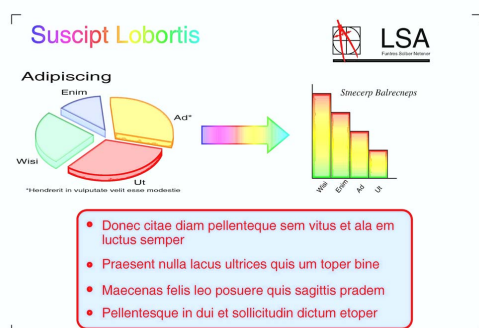 Suscipt Lobortis
LSA
Adipiscing
Enim
Ad*
Wisi
Ut
*Hendrerit in vulputate velit esse modestie
Smecerp Balrecneps
Wisi
Enim
Ad
Ut
Donec citae diam pellenteque sem vitus et ala em
luctus semper
Praesent nulla lacus ultrices quis um toper bine
Maecenas felis leo posuere quis sagittis pradem
Pellentesque in dui et sollicitudin dictum etoper